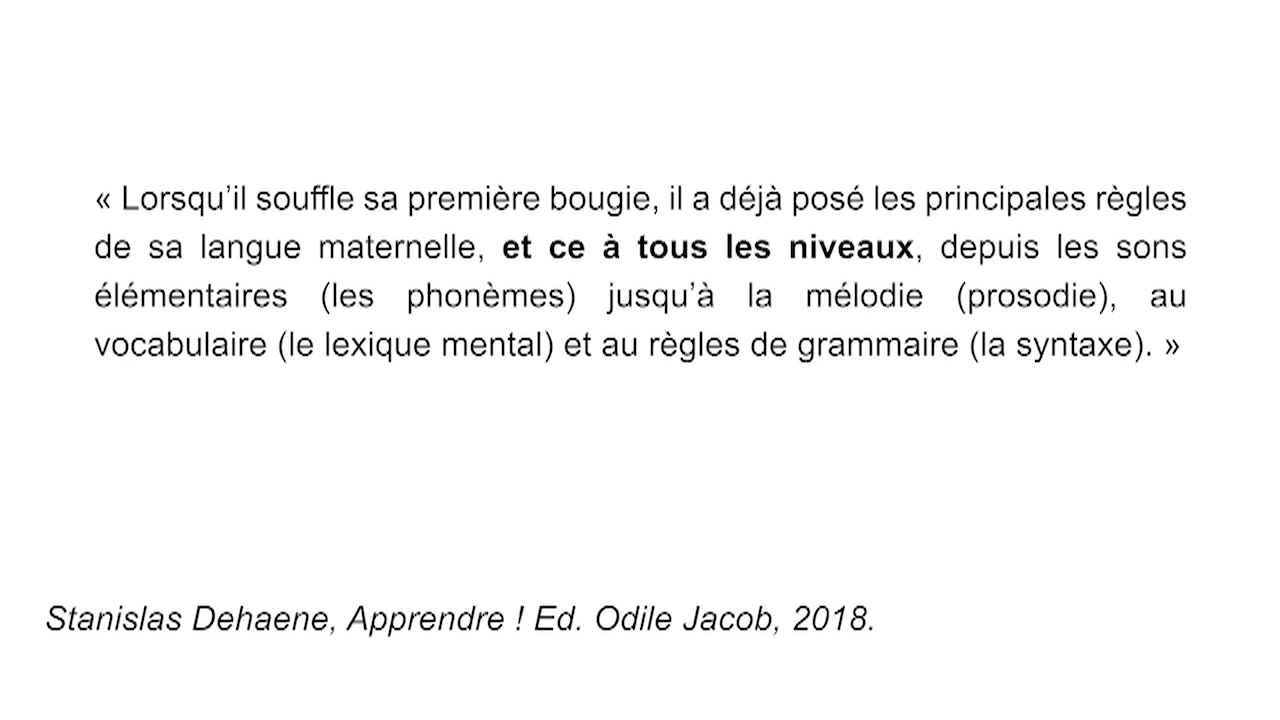 « Lorsqu’il souffle sa première bougie, il a déjà posé les principales règles
de sa langue maternelle, et ce à tous les niveaux, depuis les sons
élémentaires (les phonèmes) jusqu’à la mélodie (prosodie), au
vocabulaire (le lexique mental) et au règles de grammaire (la syntaxe). »
Stanislas Dehaene, Apprendre ! Ed. Odile Jacob, 2018.